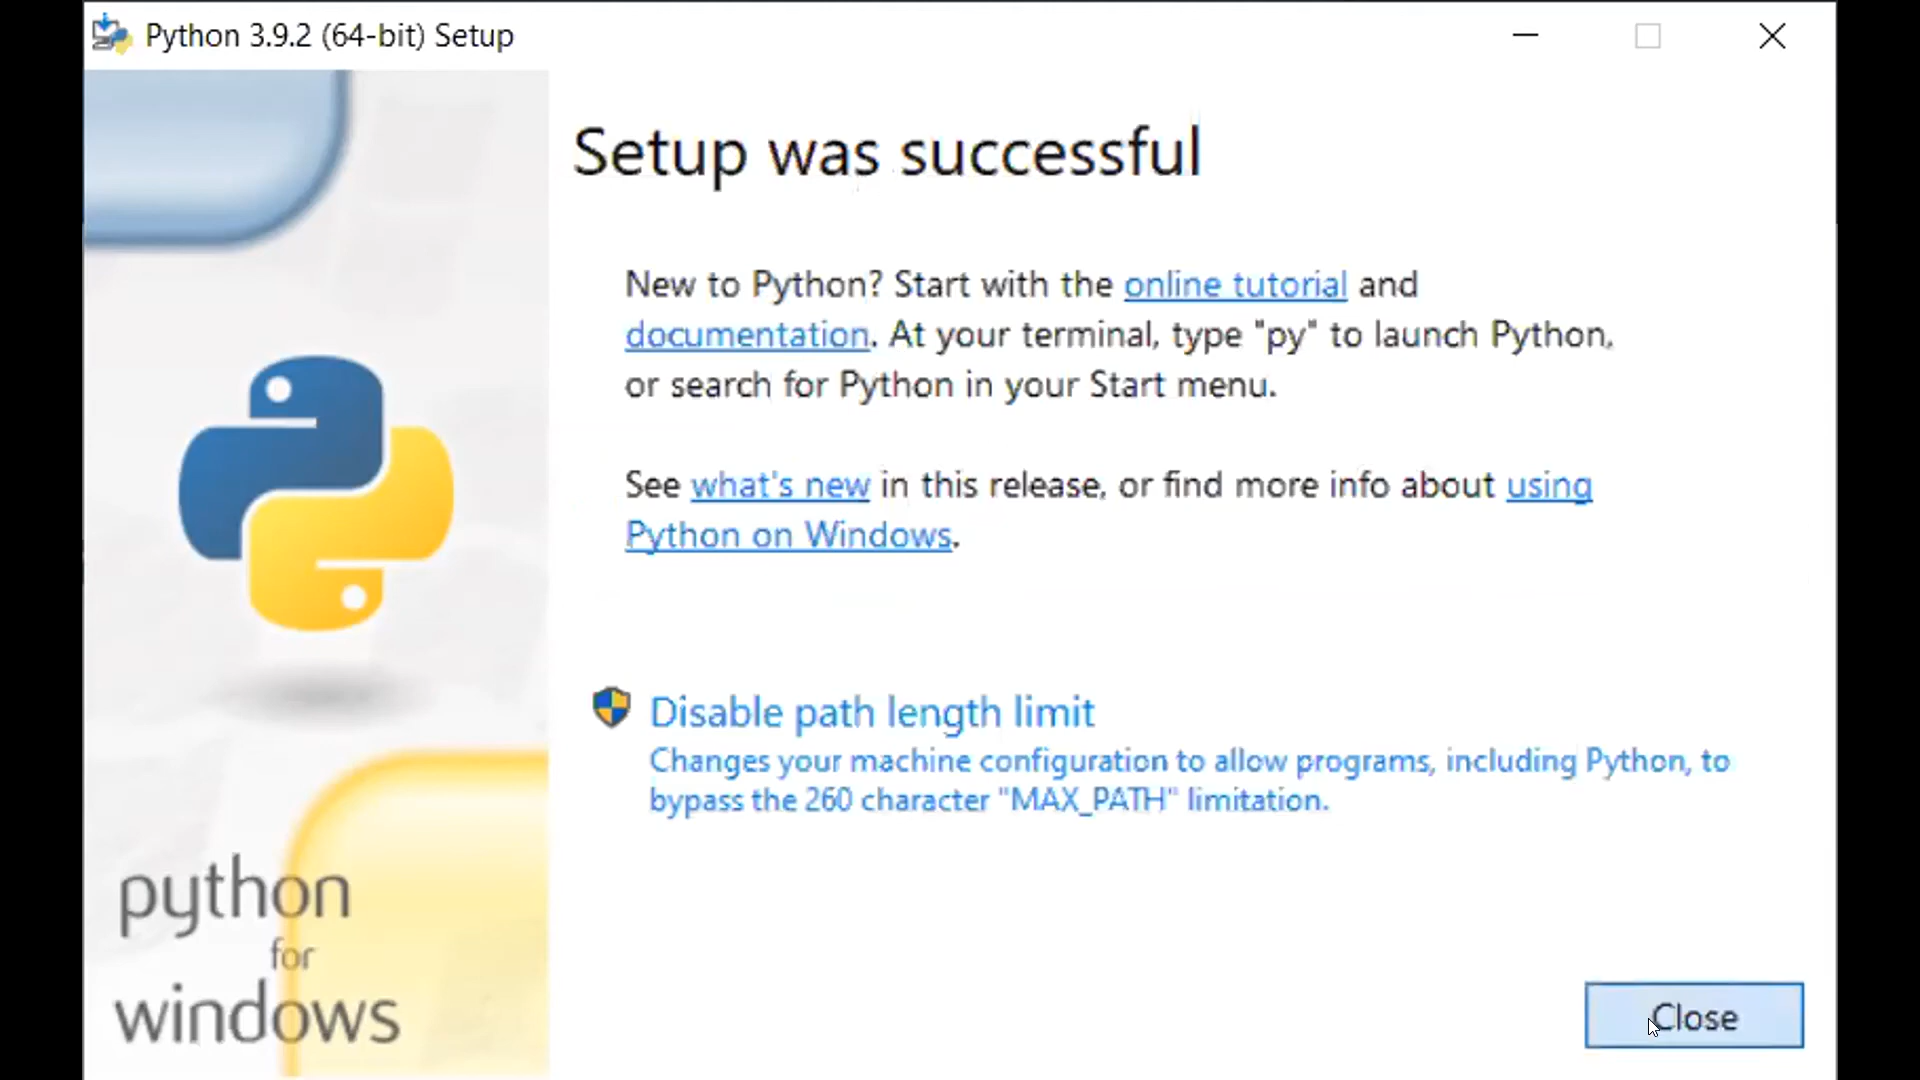 Python 3.9.2 (64-bit) Setup
Setup was successful
New to Python? Start with the online tutorial and
documentation. At your terminal, type "py" to launch Python,
or search for Python in your Start menu.
See what's new in this release, or find more info about using
Python on Windows.
Disable path length limit
Changes your machine configuration to allow programs, including Python, to
bypass the 260 character "MAX_PATH" limitation.
python
for
windows
Close